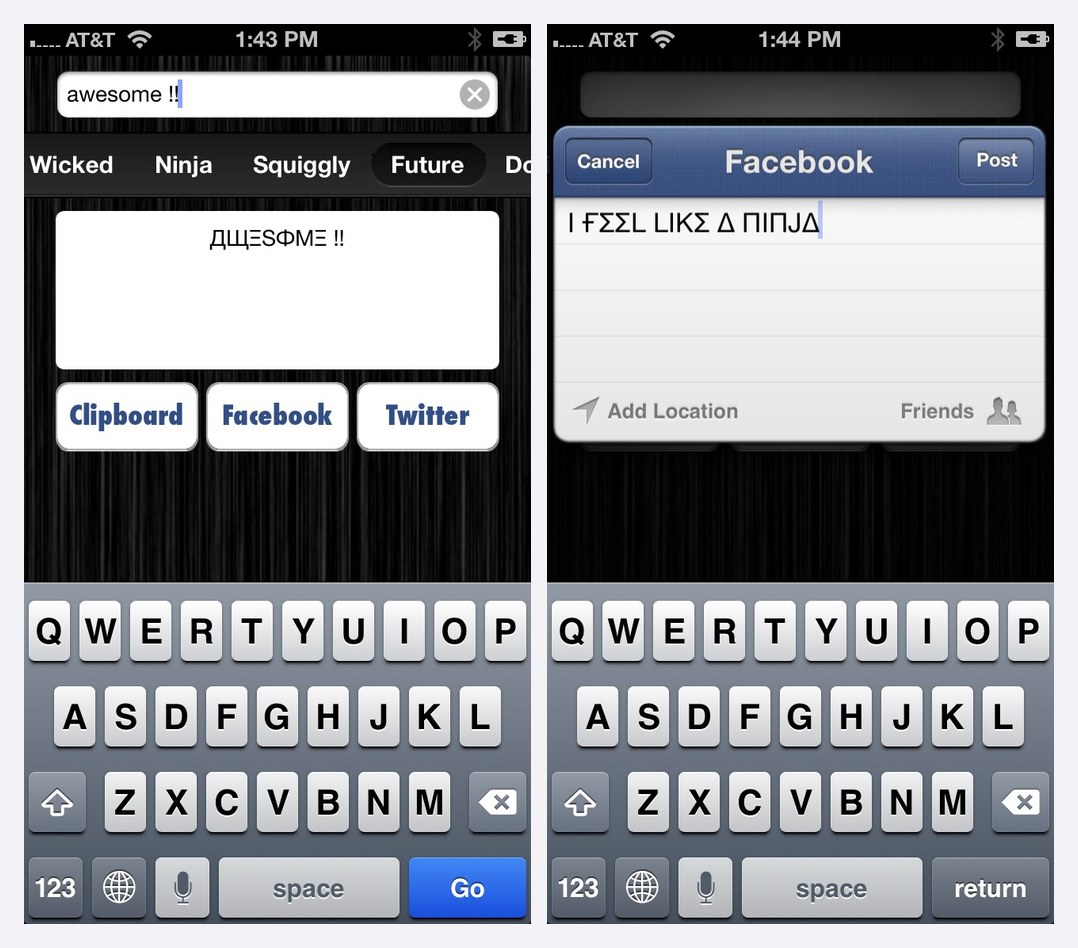 AT&T 1:43 PM
awesome !!
Wicked Ninja Squiggly Future
ДЩΞSФMΞ !!
Clipboard Facebook Twitter
Q W E R T Y U I O P
A S D F G H J K L
Z X C V B N M
123 space Go
AT&T 1:44 PM
Cancel Facebook Post
I ҒΣΣL LIKΣ Δ ПIПJΔ
Add Location Friends
Q W E R T Y U I O P
A S D F G H J K L
Z X C V B N M
123 space return